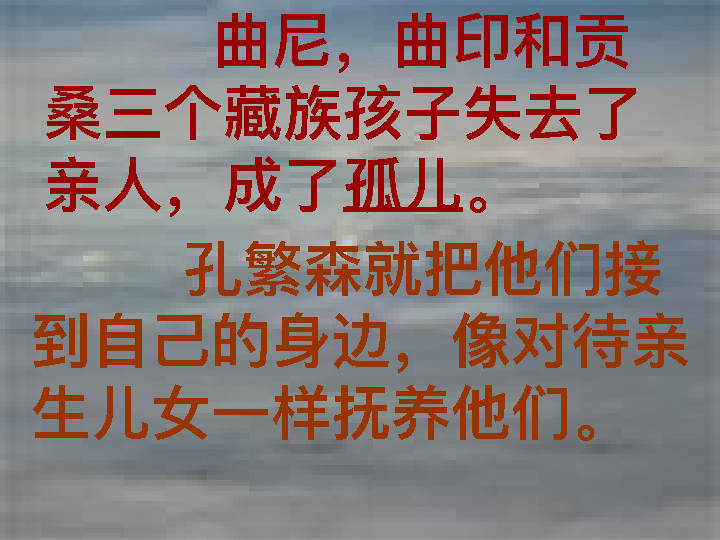 曲尼，曲印和贡
桑三个藏族孩子失去了
亲人，成了孤儿。
孔繁森就把他们接
到自己的身边，像对待亲
生儿女一样抚养他们。